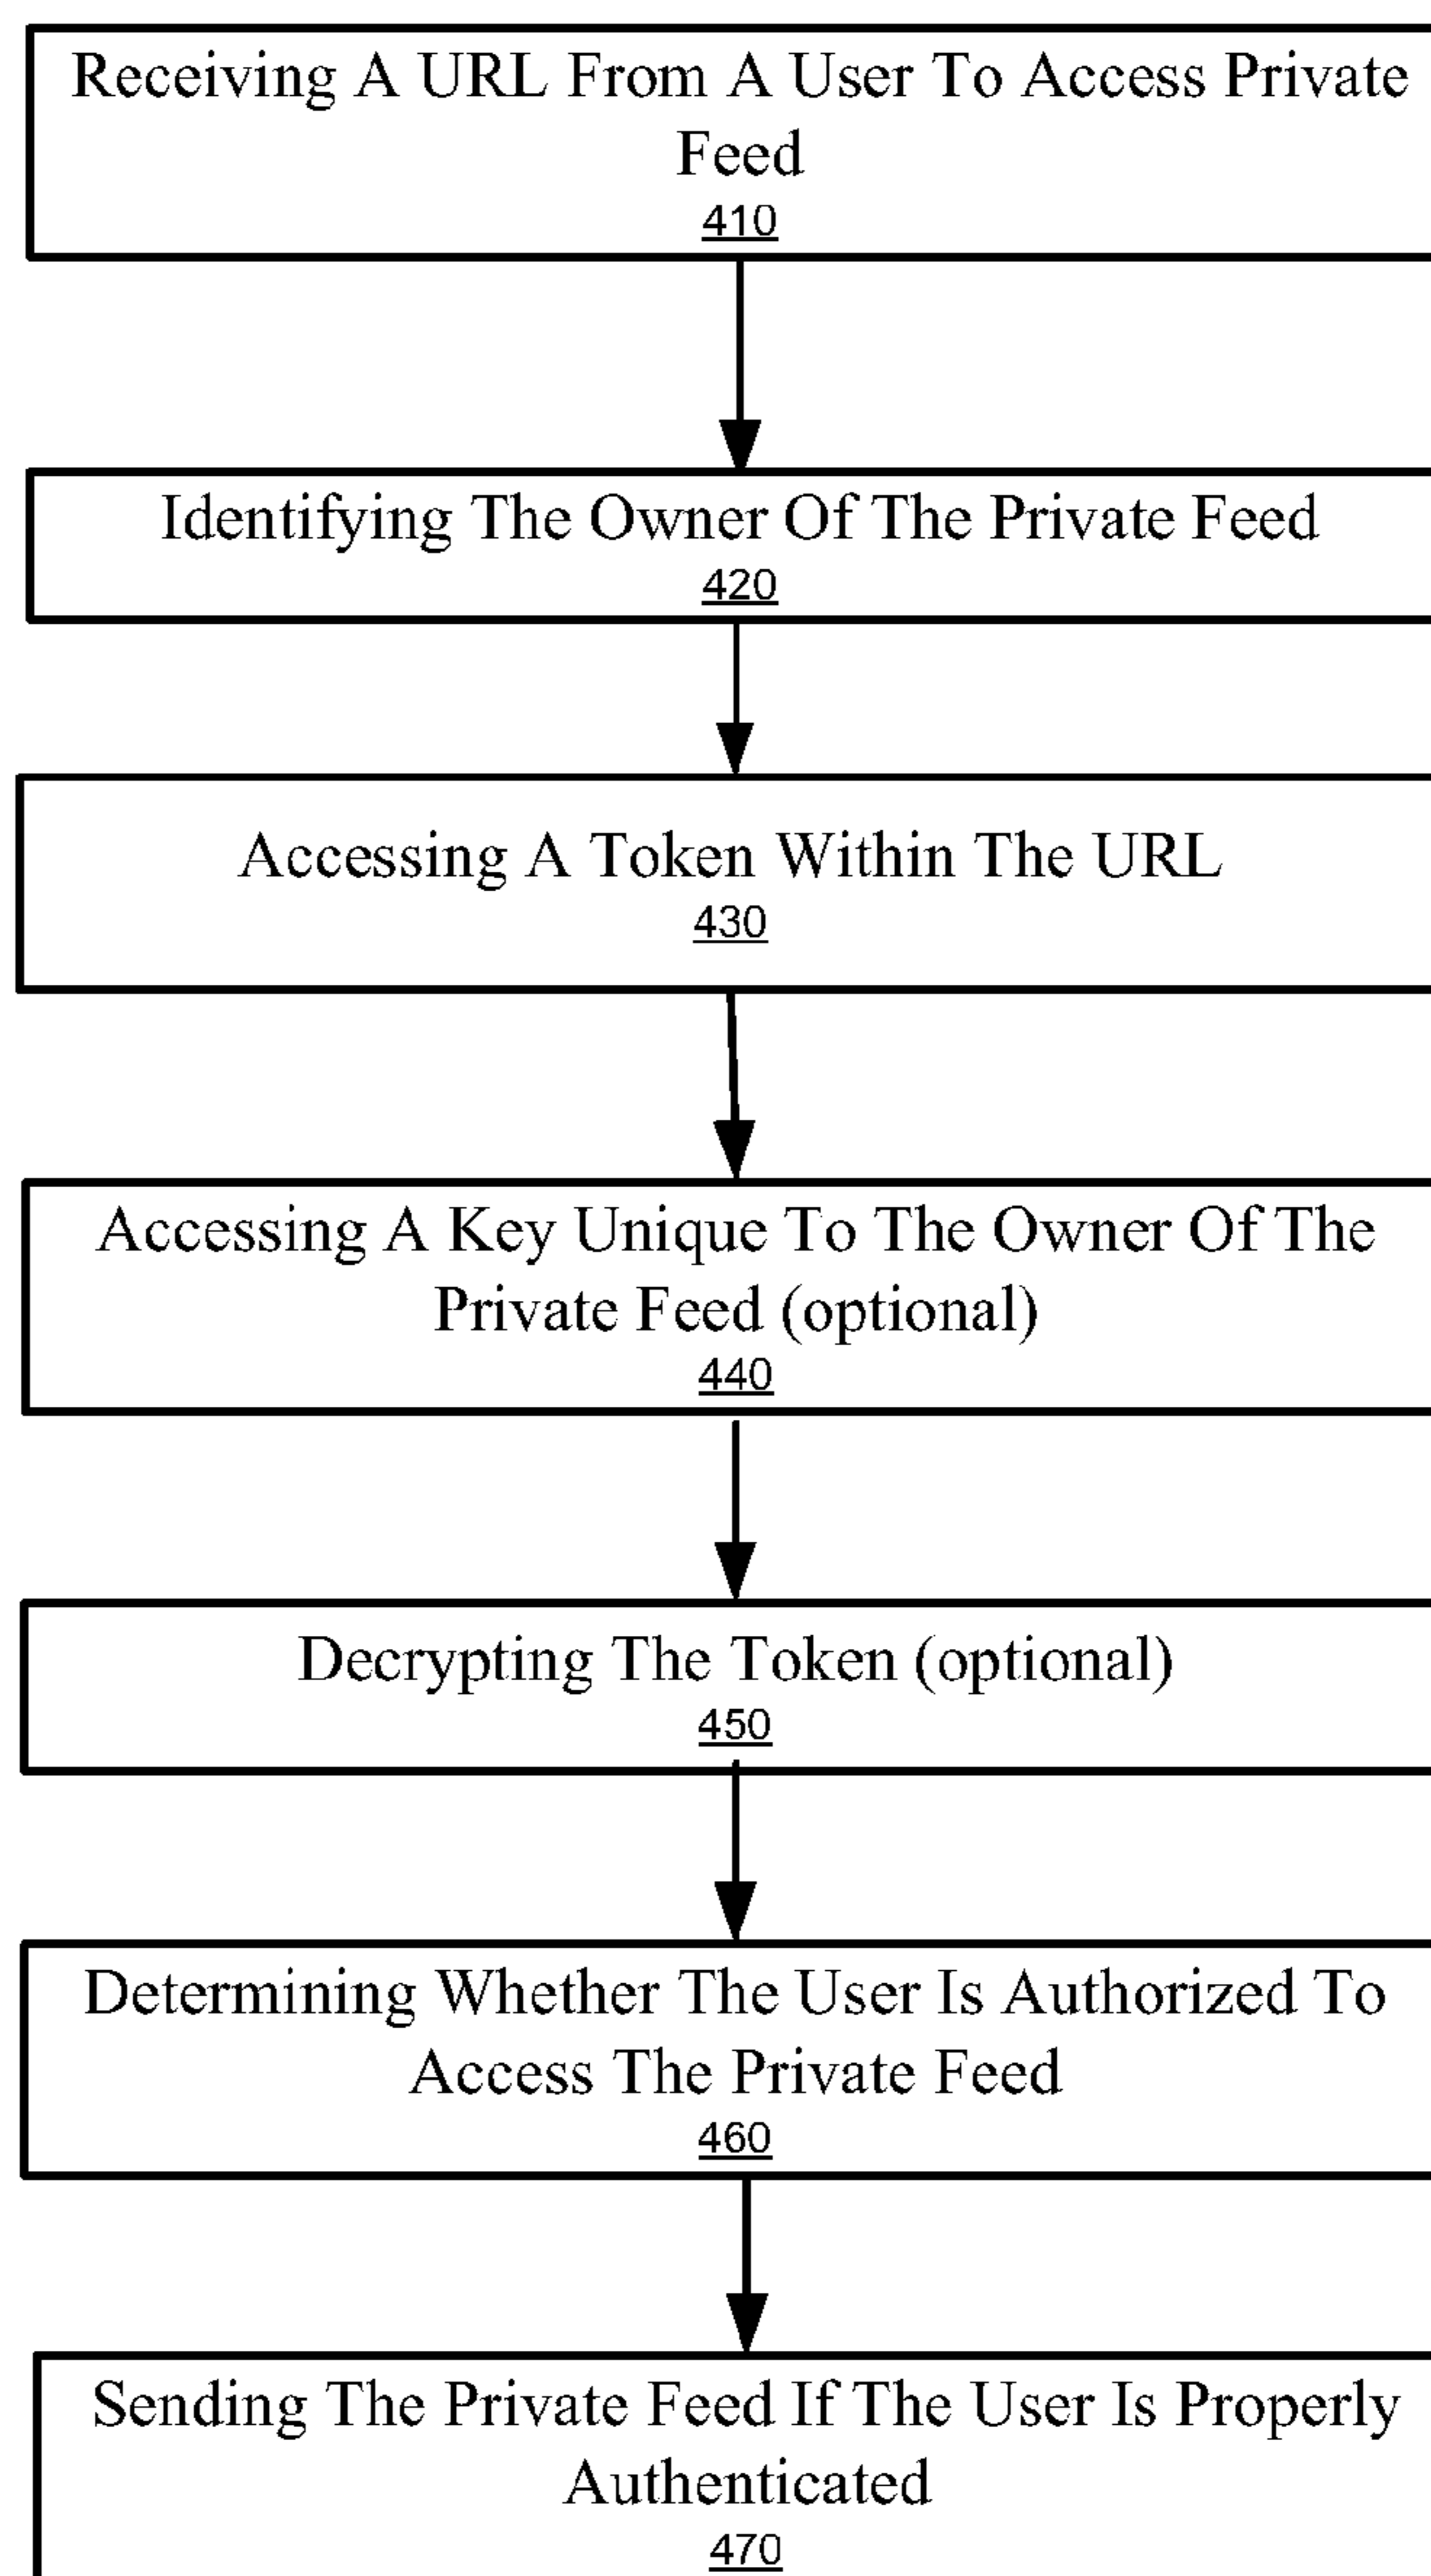 Receiving A URL From A User To Access Private
Feed
410
Identifying The Owner Of The Private Feed
420
Accessing A Token Within The URL
430
Accessing A Key Unique To The Owner Of The
Private Feed (optional)
440
Decrypting The Token (optional)
450
Determining Whether The User Is Authorized To
Access The Private Feed
460
Sending The Private Feed If The User Is Properly
Authenticated
470